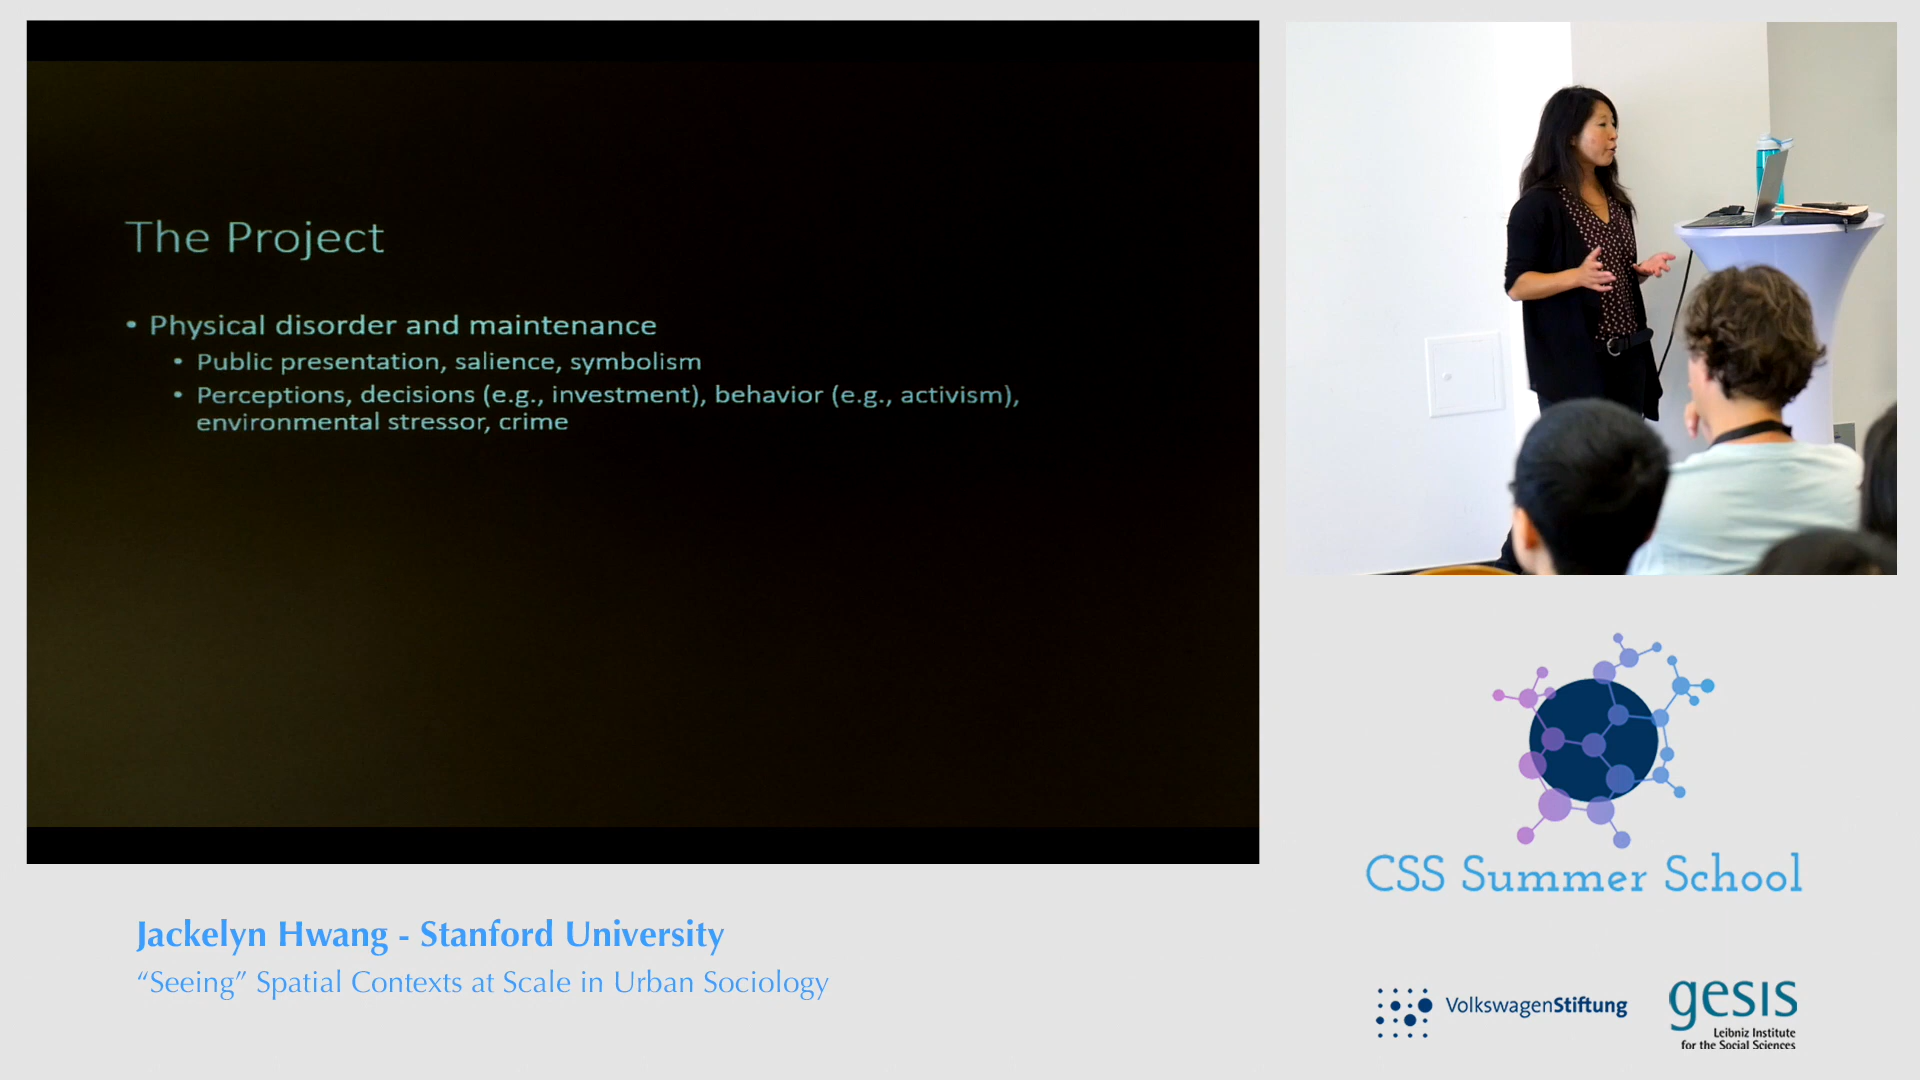 The Project
• Physical disorder and maintenance
• Public presentation, salience, symbolism
• Perceptions, decisions (e.g., investment), behavior (e.g., activism),
environmental stressor, crime
CSS Summer School
Jackelyn Hwang - Stanford University
“Seeing” Spatial Contexts at Scale in Urban Sociology
VolkswagenStiftung
gesis
Leibniz Institute
for the Social Sciences